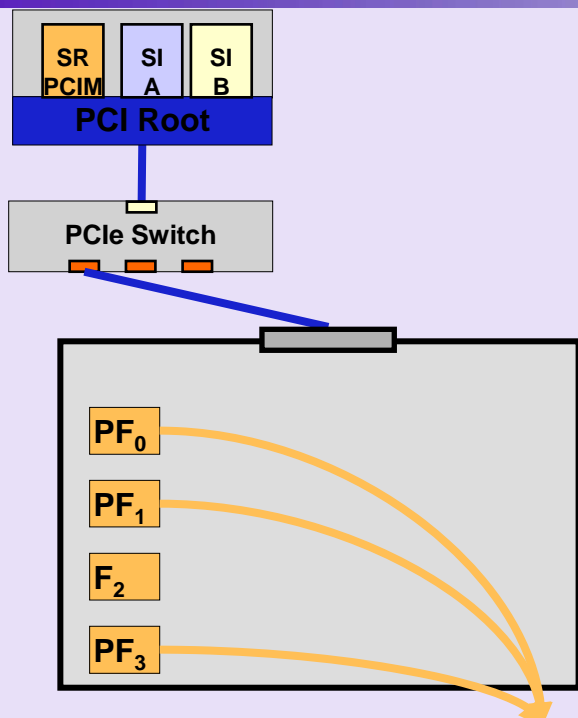 SR PCIM
SI A
SI B
PCI Root
PCIe Switch
PF0
PF1
F2
PF3